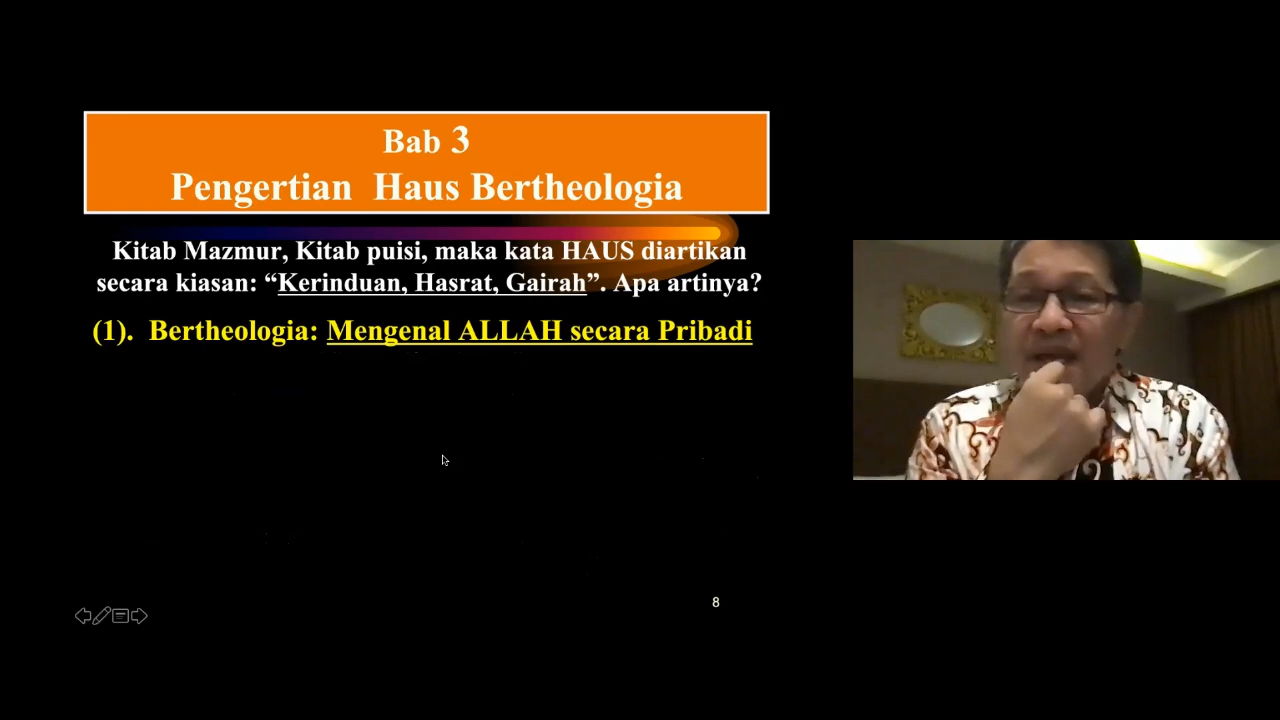 Bab 3
Pengertian Haus Bertheologia
Kitab Mazmur, Kitab puisi, maka kata HAUS diartikan
secara kiasan: “Kerinduan, Hasrat, Gairah”. Apa artinya?
(1). Bertheologia: Mengenal ALLAH secara Pribadi
8